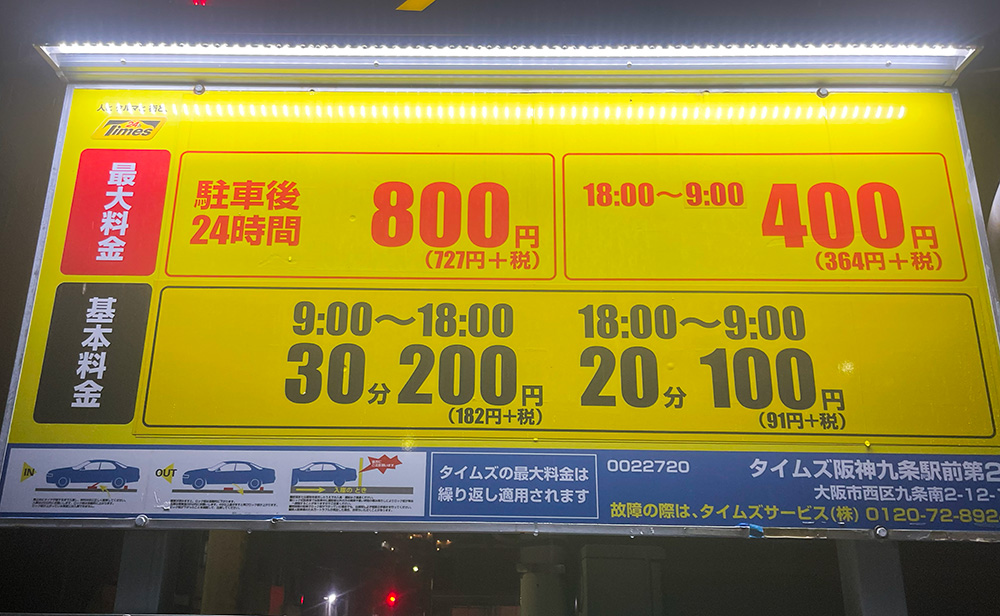 24h
Times
最大料金
駐車後
24時間
800円
(727円+税)
18:00～9:00
400円
(364円+税)
基本料金
9:00～18:00
30分 200円
(182円+税)
18:00～9:00
20分 100円
(91円+税)
IN
OUT
入庫のとき
タイムズの最大料金は
繰り返し適用されます
0022720
タイムズ阪神九条駅前第2
大阪市西区九条南2-12-
故障の際は、タイムズサービス(株) 0120-72-892